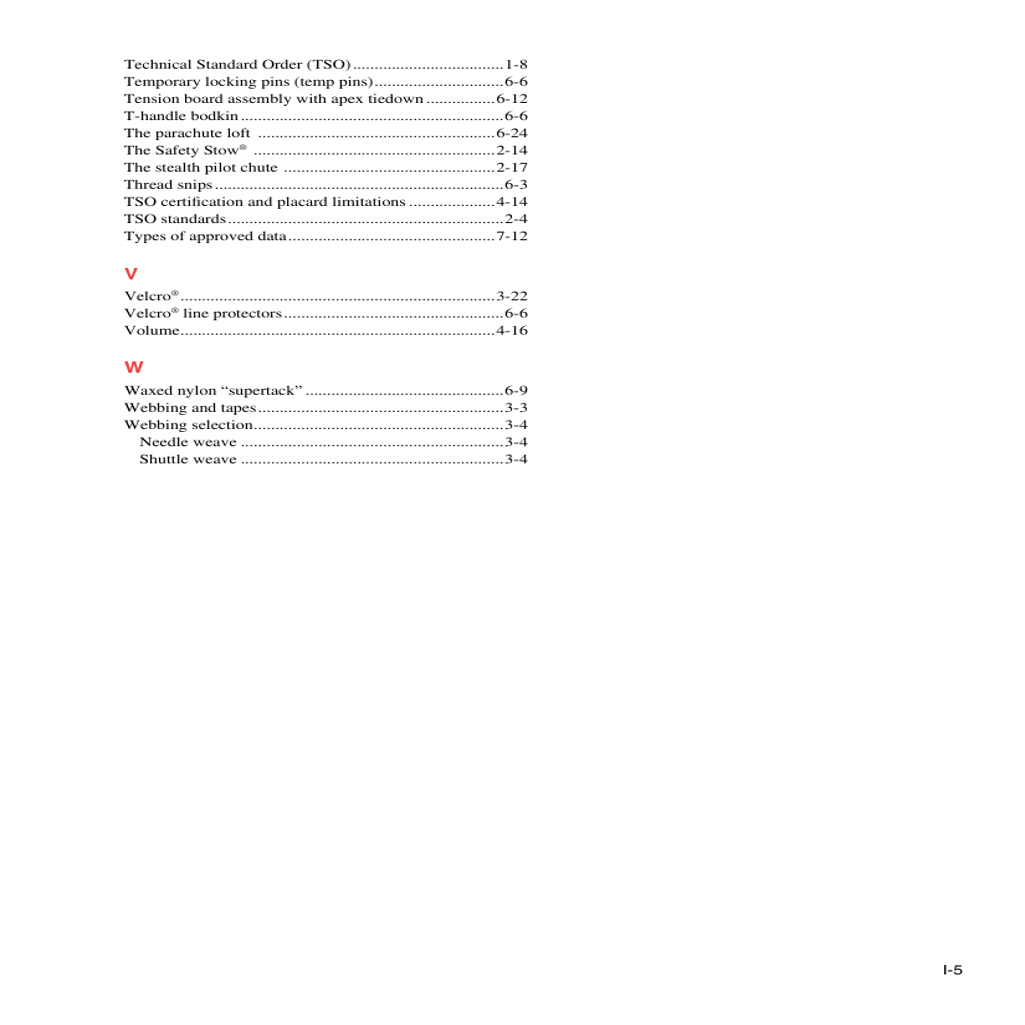 Technical Standard Order (TSO)...................................1-8
Temporary locking pins (temp pins)..............................6-6
Tension board assembly with apex tiedown ................6-12
T-handle bodkin .............................................................6-6
The parachute loft .......................................................6-24
The Safety Stow® ........................................................2-14
The stealth pilot chute .................................................2-17
Thread snips ...................................................................6-3
TSO certification and placard limitations ....................4-14
TSO standards................................................................2-4
Types of approved data................................................7-12
V
Velcro®.........................................................................3-22
Velcro® line protectors...................................................6-6
Volume.........................................................................4-16
W
Waxed nylon “supertack” ..............................................6-9
Webbing and tapes.........................................................3-3
Webbing selection..........................................................3-4
Needle weave .............................................................3-4
Shuttle weave .............................................................3-4
I-5